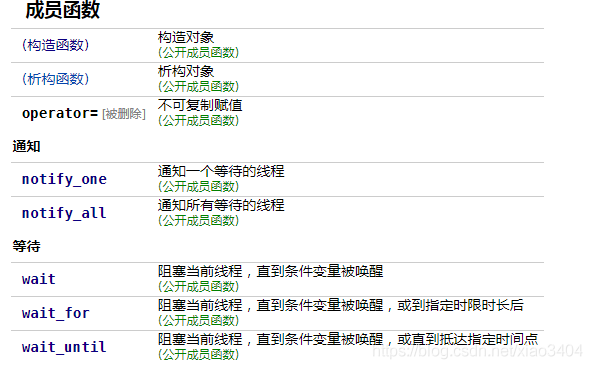 成员函数
(构造函数) 构造对象
(公开成员函数)
(析构函数) 析构对象
(公开成员函数)
operator= [被删除] 不可复制赋值
(公开成员函数)
通知
notify_one 通知一个等待的线程
(公开成员函数)
notify_all 通知所有等待的线程
(公开成员函数)
等待
wait 阻塞当前线程，直到条件变量被唤醒
(公开成员函数)
wait_for 阻塞当前线程，直到条件变量被唤醒，或到指定时限时长后
(公开成员函数)
wait_until 阻塞当前线程，直到条件变量被唤醒，或直到抵达指定时间点
(公开成员函数)
https://blog.csdn.net/xiao3404